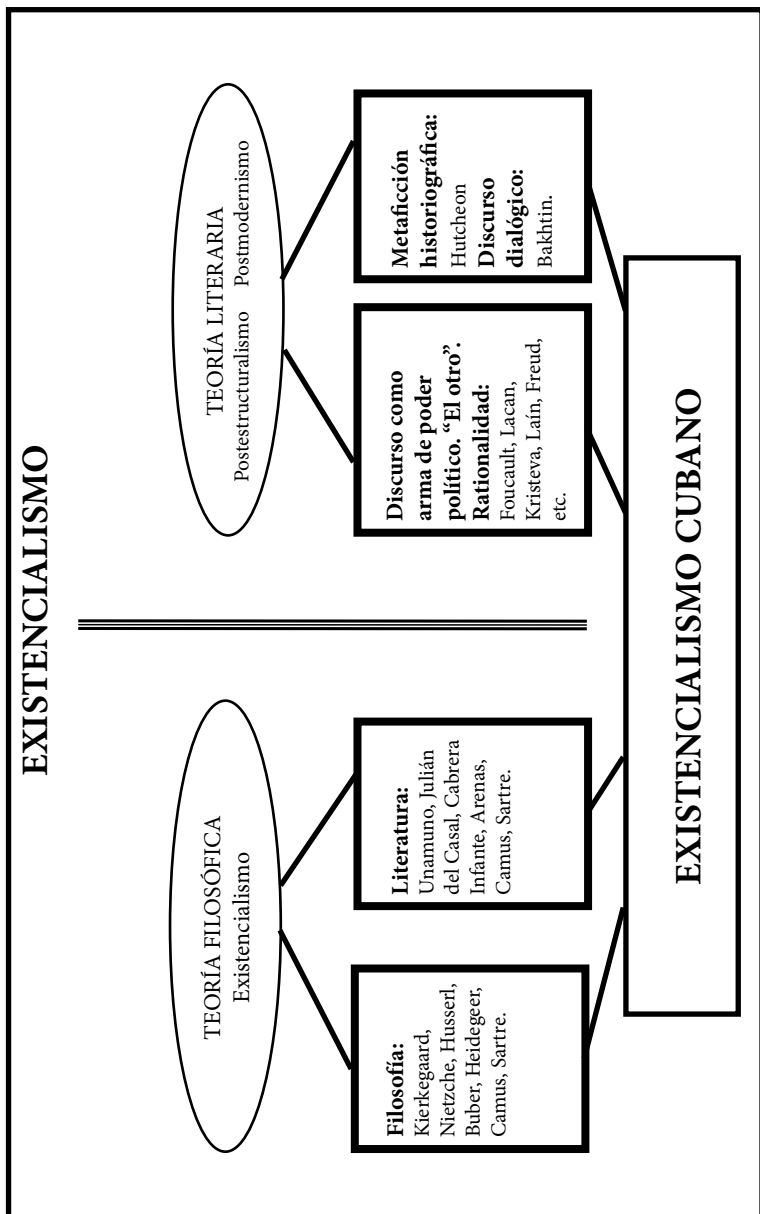 EXISTENCIALISMO
TEORÍA FILOSÓFICA
Existencialismo
Filosofía:
Kierkegaard,
Nietzche, Husserl,
Buber, Heidegeer,
Camus, Sartre.
Literatura:
Unamuno, Julián
del Casal, Cabrera
Infante, Arenas,
Camus, Sartre.
TEORÍA LITERARIA
Postestructuralismo Postmodernismo
Discurso como
arma de poder
político. “El otro”.
Rationalidad:
Foucault, Lacan,
Kristeva, Laín, Freud,
etc.
Metaficción
historiográfica:
Hutcheon
Discurso
dialógico:
Bakhtin.
EXISTENCIALISMO CUBANO